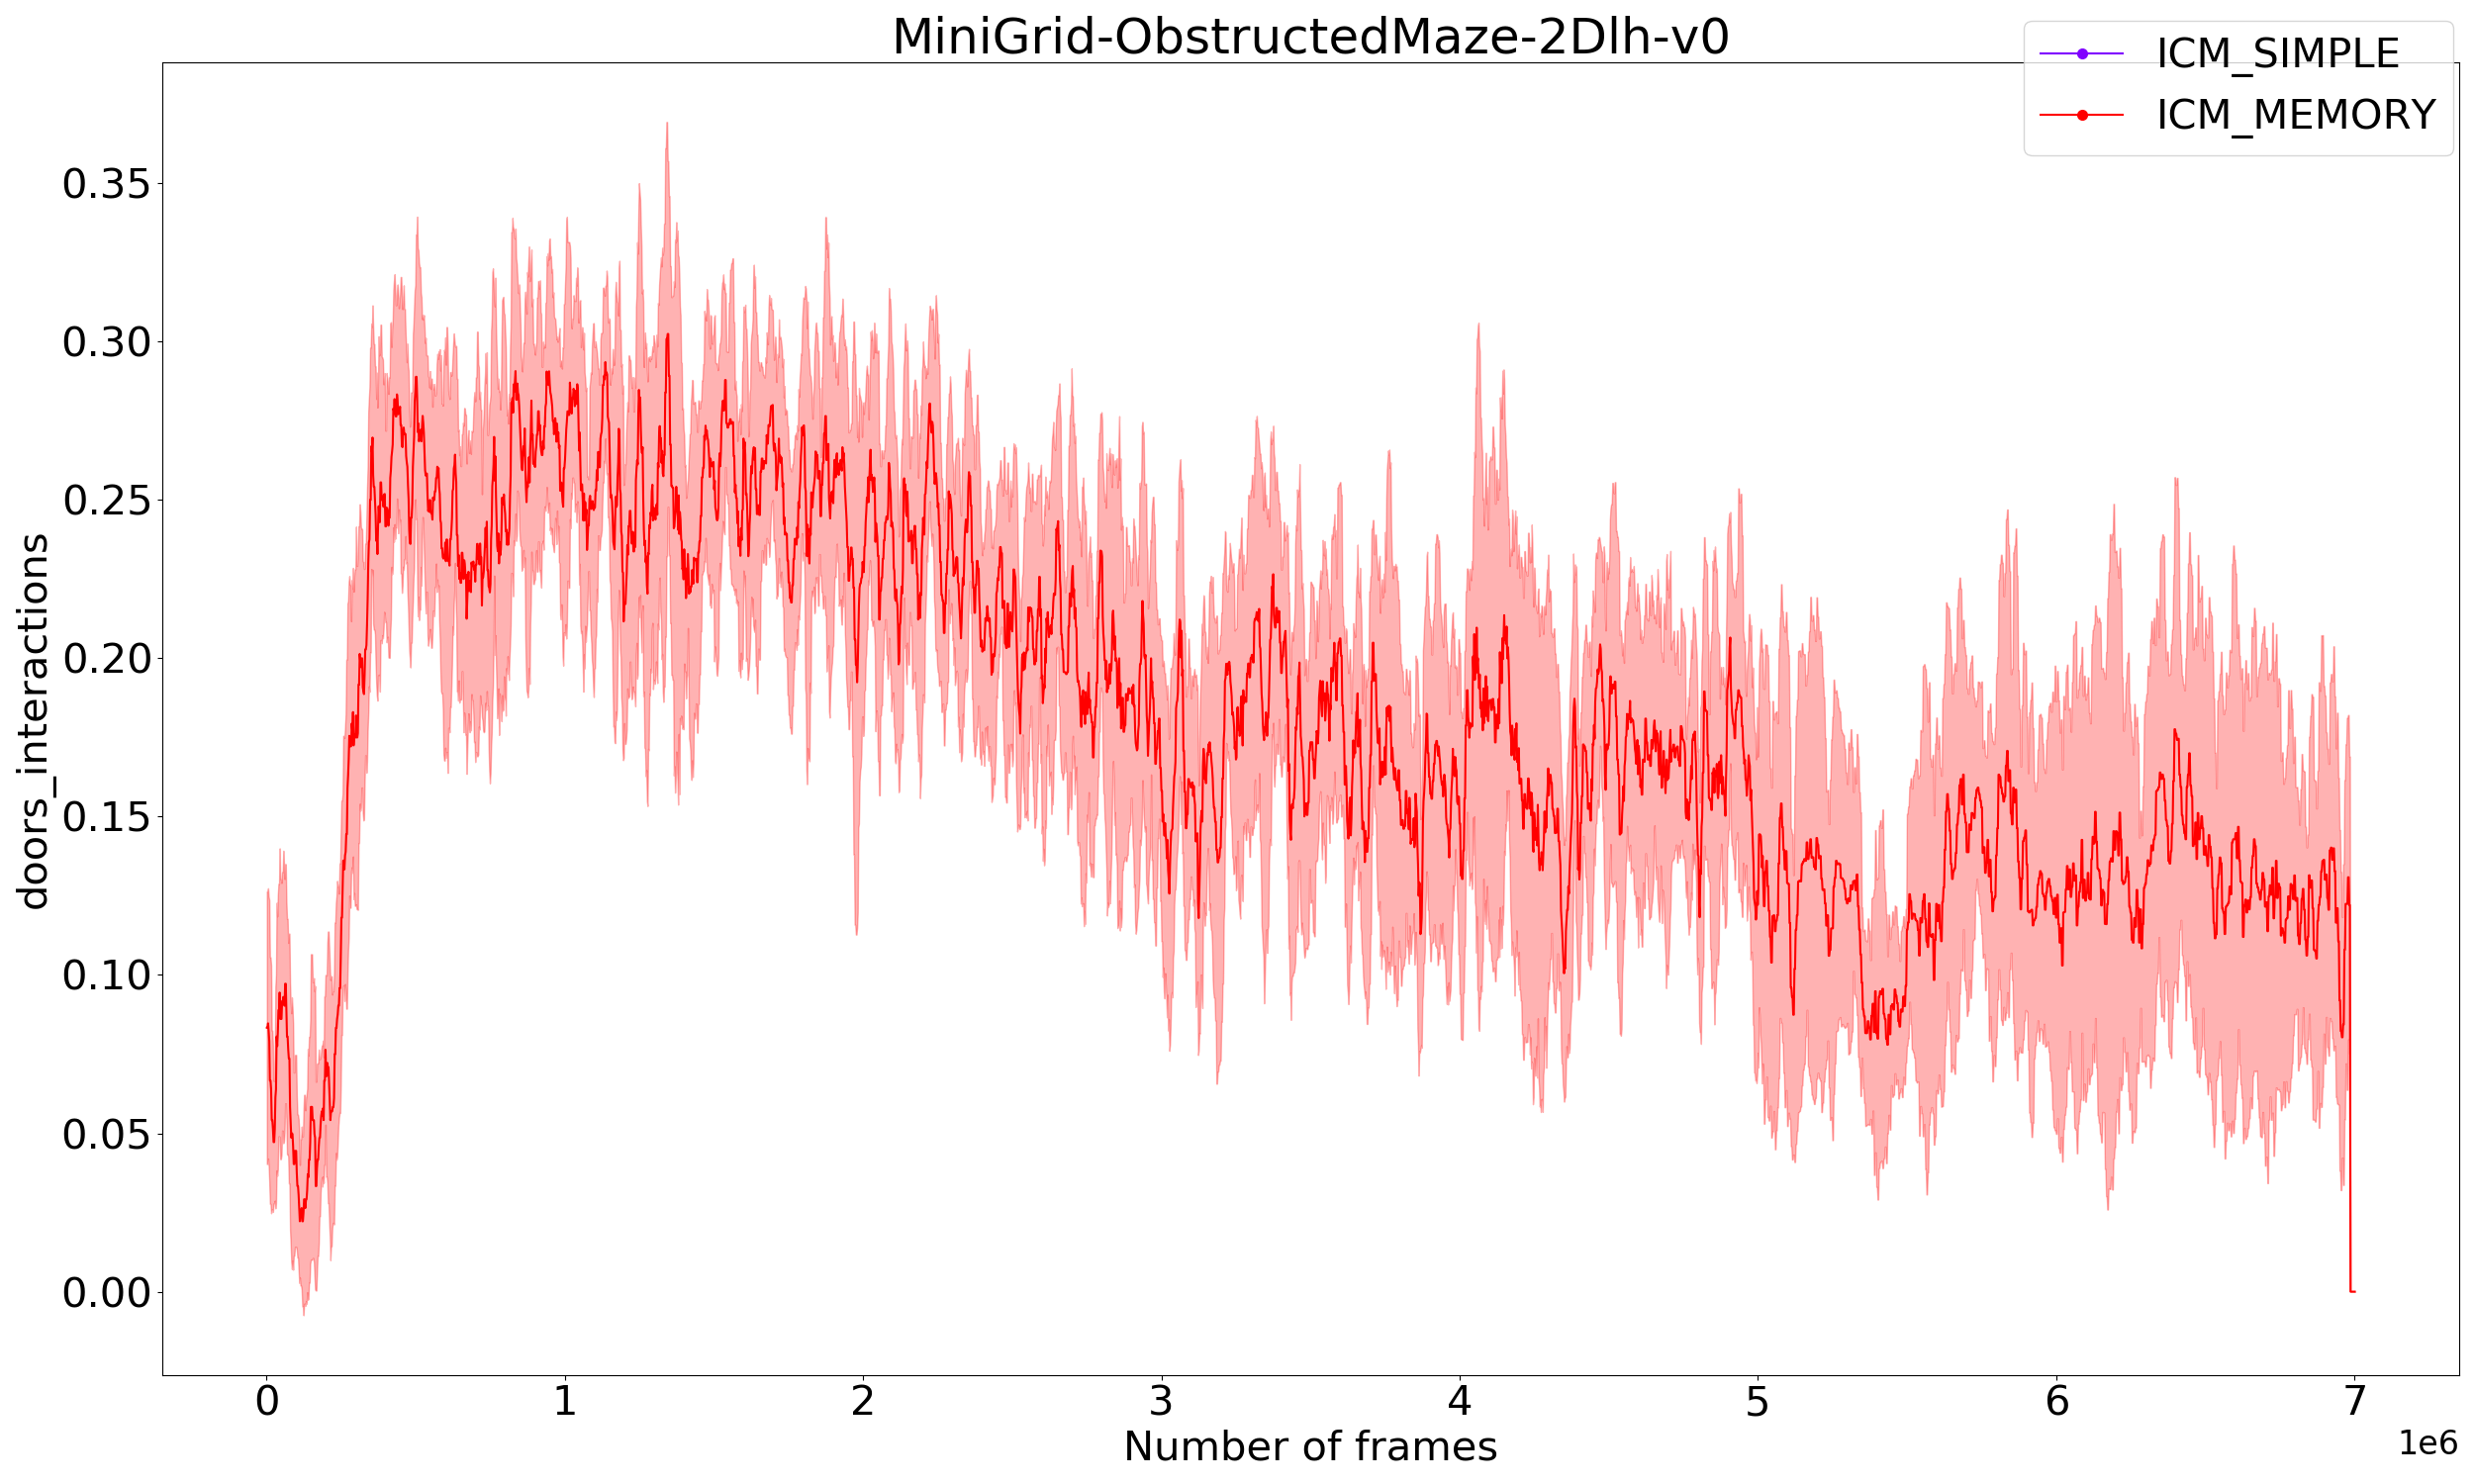 MiniGrid-ObstructedMaze-2Dlh-v0
ICM_SIMPLE
ICM_MEMORY
doors_interactions
0.35
0.30
0.25
0.20
0.15
0.10
0.05
0.00
0 1 2 3 4 5 6 7
Number of frames
1e6